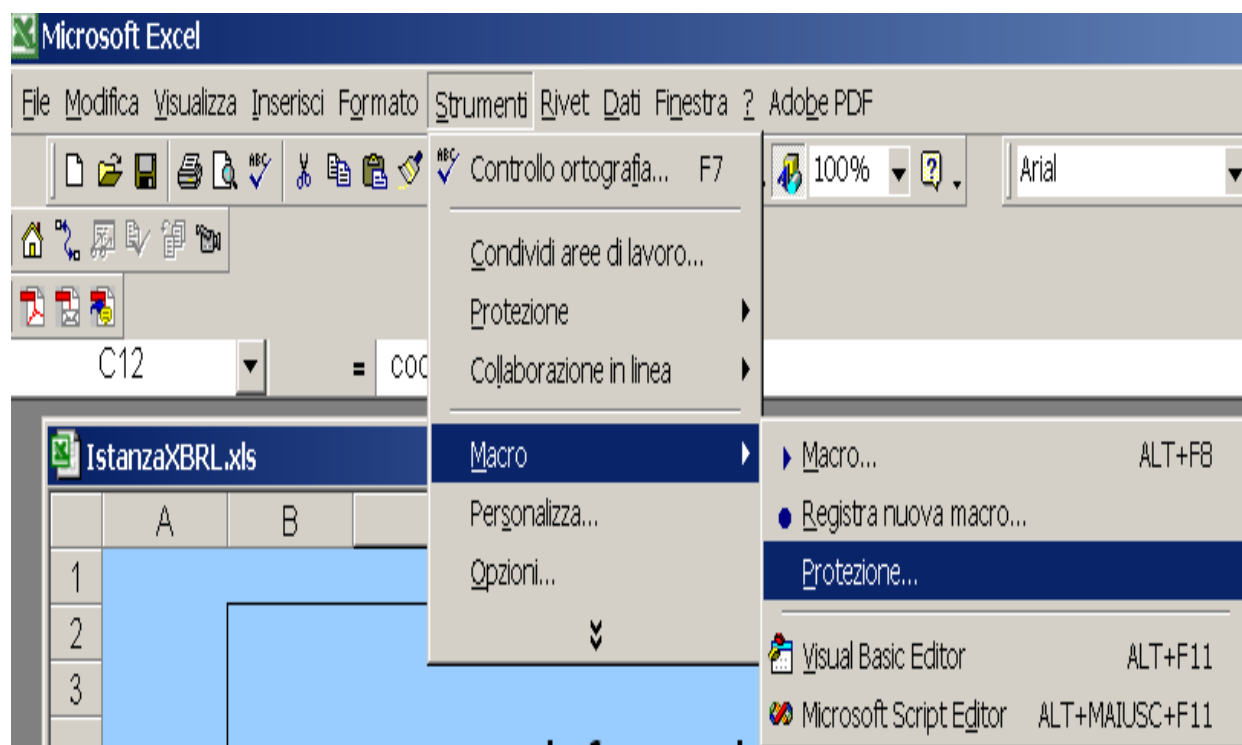 Microsoft Excel
File Modifica Visualizza Inserisci Formato Strumenti Rivet Dati Finestra ? Adobe PDF
Controllo ortografia... F7
100%
Arial
Condividi aree di lavoro...
Protezione
Collaborazione in linea
C12
=
Macro
Personalizza...
Opzioni...
Macro... ALT+F8
Registra nuova macro...
Protezione...
Visual Basic Editor ALT+F11
Microsoft Script Editor ALT+MAIUSC+F11
IstanzaXBRL.xls
A B
1
2
3